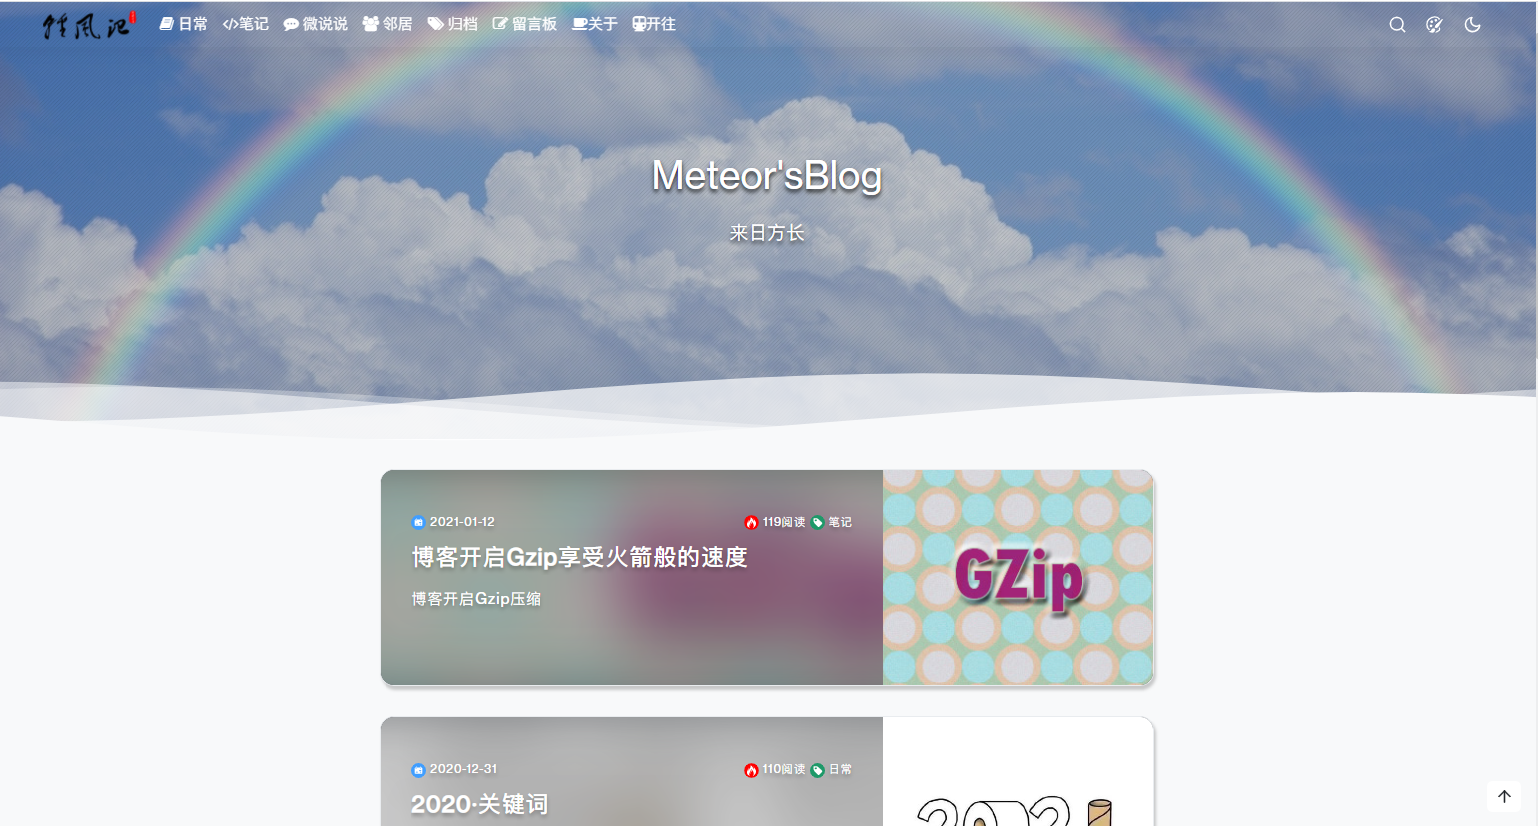 日常 笔记 微说说 邻居 归档 留言板 关于 开往
Meteor'sBlog
来日方长
2021-01-12 119阅读 笔记
博客开启Gzip享受火箭般的速度
博客开启Gzip压缩
GZip
2020-12-31 110阅读 日常
2020·关键词